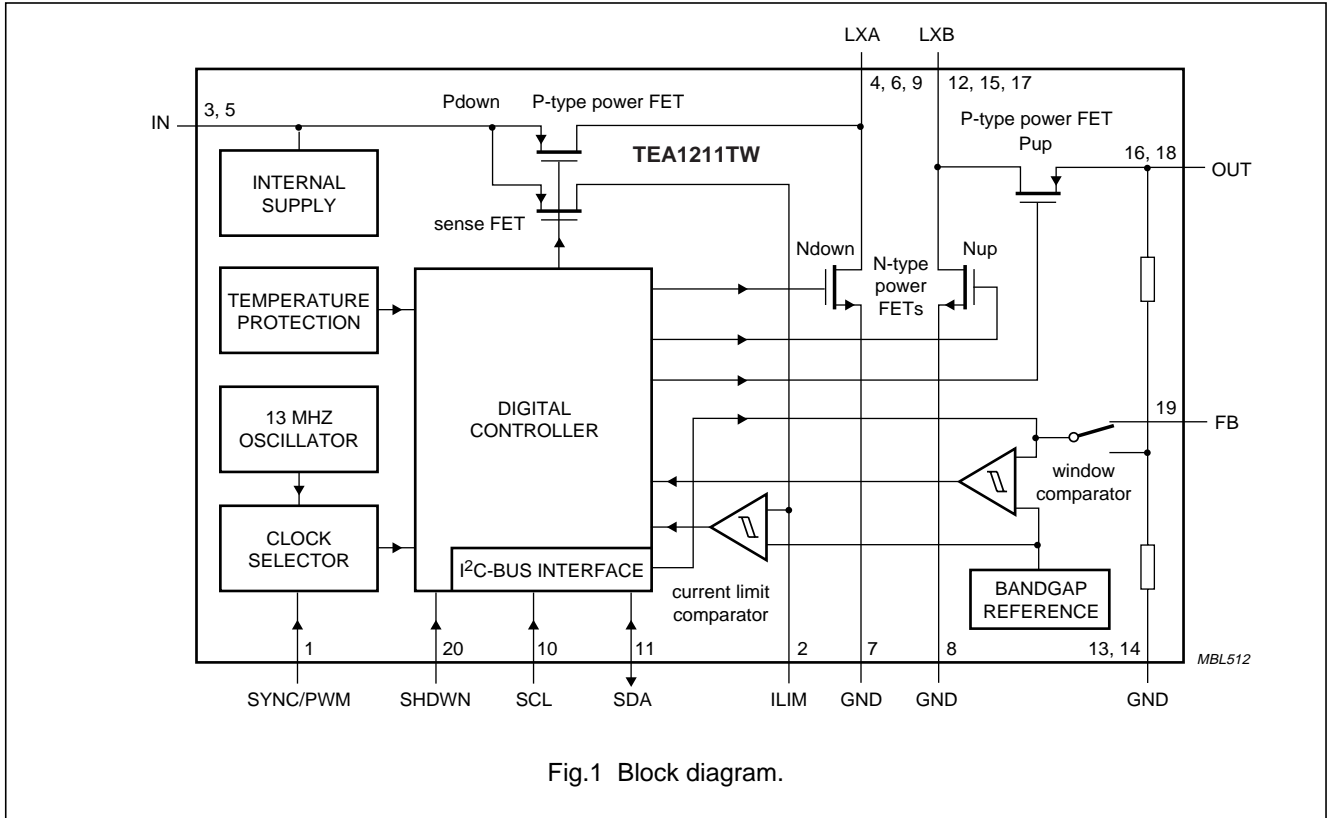 LXA LXB
4, 6, 9 12, 15, 17
IN 3, 5 Pdown P-type power FET
P-type power FET
Pup
TEA1211TW
16, 18 OUT
INTERNAL
SUPPLY
sense FET
Ndown
N-type
power
FETs
Nup
TEMPERATURE
PROTECTION
DIGITAL
CONTROLLER
13 MHZ
OSCILLATOR
19 FB
window
comparator
CLOCK
SELECTOR
I2C-BUS INTERFACE
current limit
comparator
BANDGAP
REFERENCE
1 20 10 11 2 7 8 13, 14
MBL512
SYNC/PWM SHDWN SCL SDA ILIM GND GND GND
Fig.1 Block diagram.